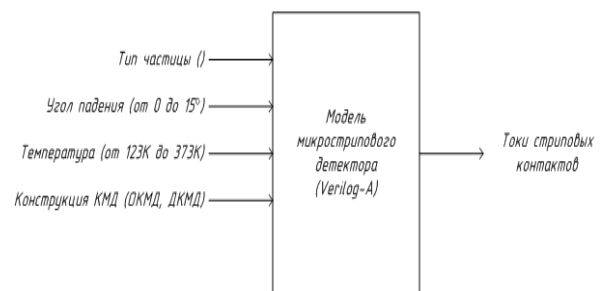 Тип частицы ()
Угол падения (от 0 до 15°)
Температура (от 123К до 373К)
Конструкция КМД (ОКМД, ДКМД)
Модель
микрострипового
детектора
(Verilog-A)
Токи стриповых
контактов